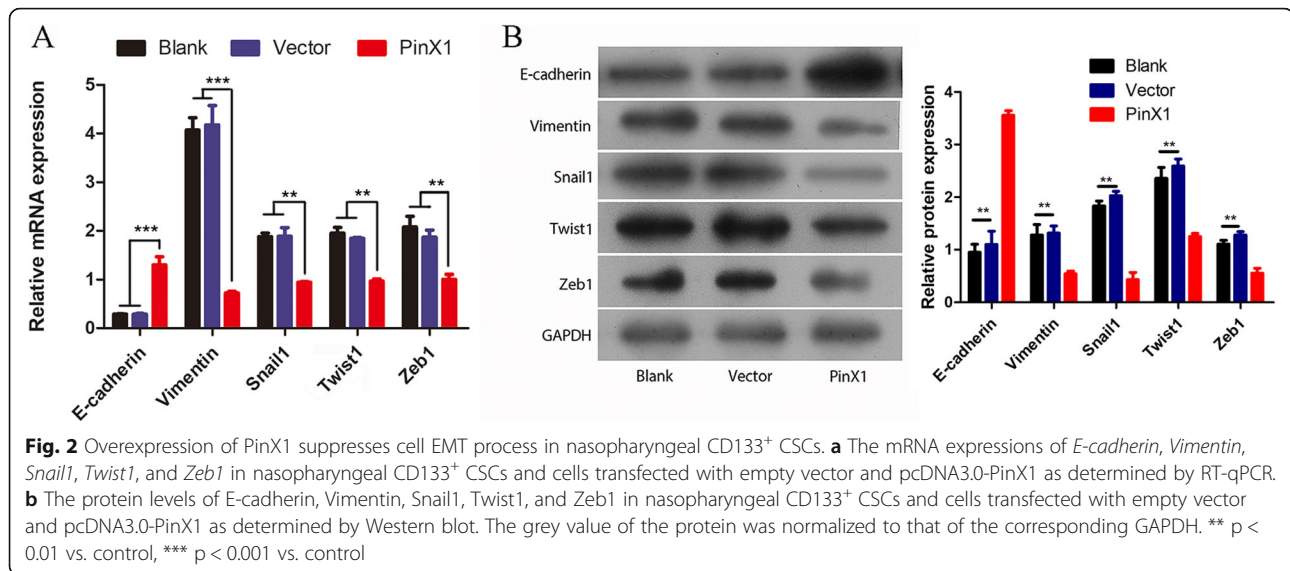 A
Blank
Vector
PinX1
Relative mRNA expression
5
4
3
2
1
0
***
***
**
**
**
E-cadherin
Vimentin
Snail1
Twist1
Zeb1
B
E-cadherin
Vimentin
Snail1
Twist1
Zeb1
GAPDH
Blank
Vector
PinX1
Blank
Vector
PinX1
Relative protein expression
4
3
2
1
0
**
**
**
**
**
E-cadherin
Vimentin
Snail1
Twist1
Zeb1
Fig. 2 Overexpression of PinX1 suppresses cell EMT process in nasopharyngeal CD133⁺ CSCs. a The mRNA expressions of E-cadherin, Vimentin,
Snail1, Twist1, and Zeb1 in nasopharyngeal CD133⁺ CSCs and cells transfected with empty vector and pcDNA3.0-PinX1 as determined by RT-qPCR.
b The protein levels of E-cadherin, Vimentin, Snail1, Twist1, and Zeb1 in nasopharyngeal CD133⁺ CSCs and cells transfected with empty vector
and pcDNA3.0-PinX1 as determined by Western blot. The grey value of the protein was normalized to that of the corresponding GAPDH. ** p <
0.01 vs. control, *** p < 0.001 vs. control